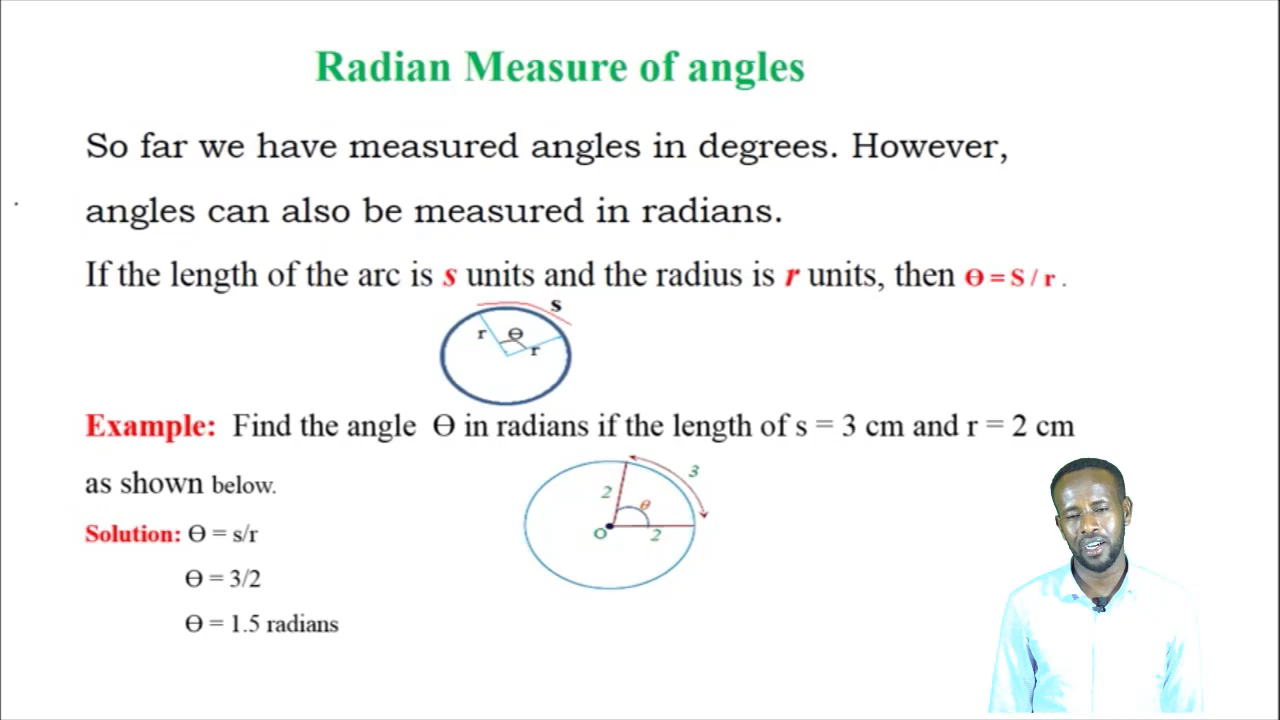 Radian Measure of angles
So far we have measured angles in degrees. However,
angles can also be measured in radians.
If the length of the arc is s units and the radius is r units, then ϴ = S / r .
s
r ϴ
r
Example: Find the angle ϴ in radians if the length of s = 3 cm and r = 2 cm
as shown below.
3
2 θ
O 2
Solution: ϴ = s/r
ϴ = 3/2
ϴ = 1.5 radians